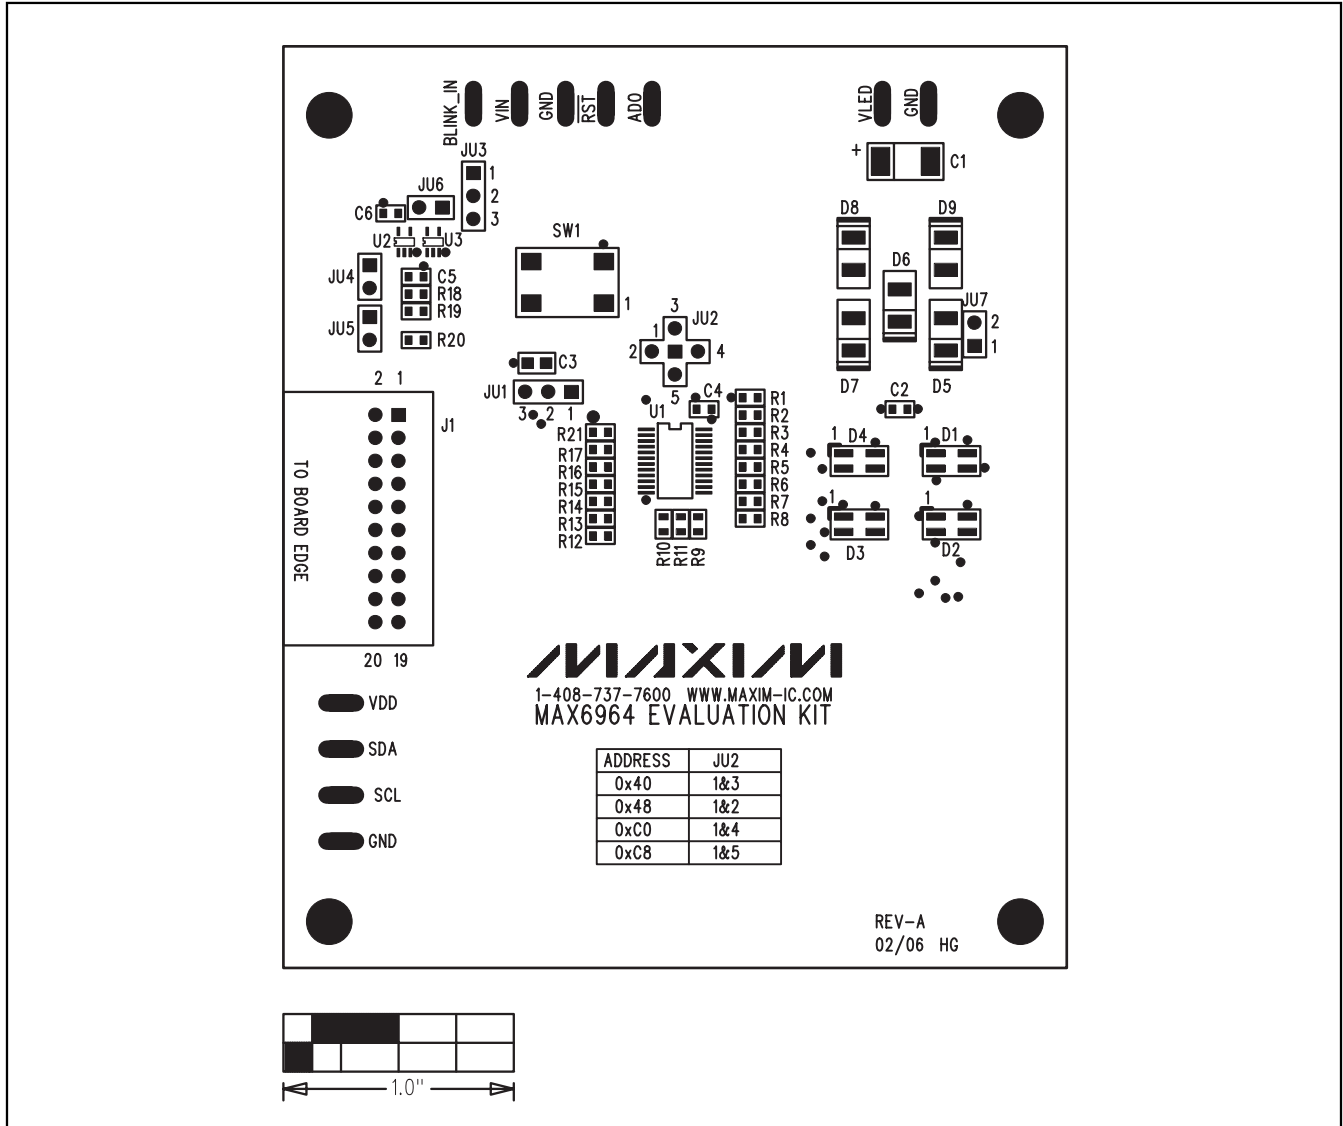 BLINK_IN
VIN
GND
RST
AD0
VLED
GND
JU3
1
2
3
+
C1
JU6
C6
U2
U3
SW1
1
D8
D9
D6
JU4
C5
R18
R19
JU5
R20
3
1
JU2
2
4
5
JU7
2
1
D7
D5
C3
JU1
3 2 1
C4
U1
C2
2 1
J1
TO BOARD EDGE
20 19
R21
R17
R16
R15
R14
R13
R12
R1
R2
R3
R4
R5
R6
R7
R8
R10
R11
R9
1 D4
1 D1
1
D3
1
D2
MAXIM
1-408-737-7600 WWW.MAXIM-IC.COM
MAX6964 EVALUATION KIT
VDD
SDA
SCL
GND
ADDRESS JU2
0x40 1&3
0x48 1&2
0xC0 1&4
0xC8 1&5
REV-A
02/06 HG
1.0"